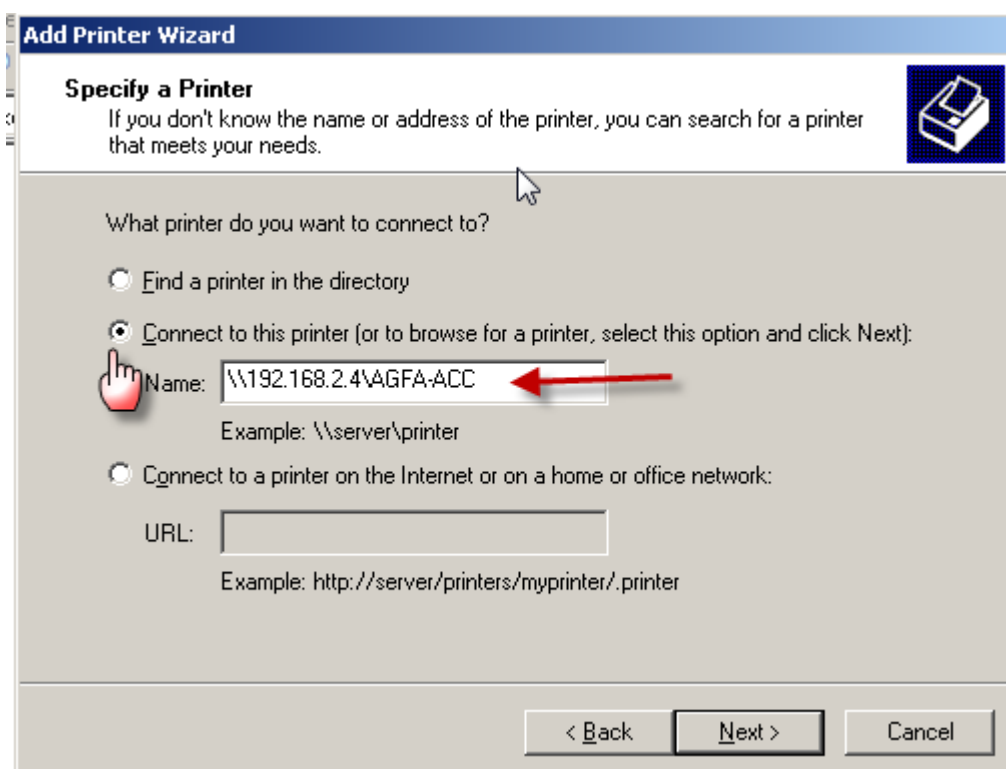 Add Printer Wizard
Specify a Printer
If you don't know the name or address of the printer, you can search for a printer
that meets your needs.
What printer do you want to connect to?
Find a printer in the directory
Connect to this printer (or to browse for a printer, select this option and click Next):
Name: \\192.168.2.4\AGFA-ACC
Example: \\server\printer
Connect to a printer on the Internet or on a home or office network:
URL:
Example: http://server/printers/myprinter/.printer
< Back Next > Cancel